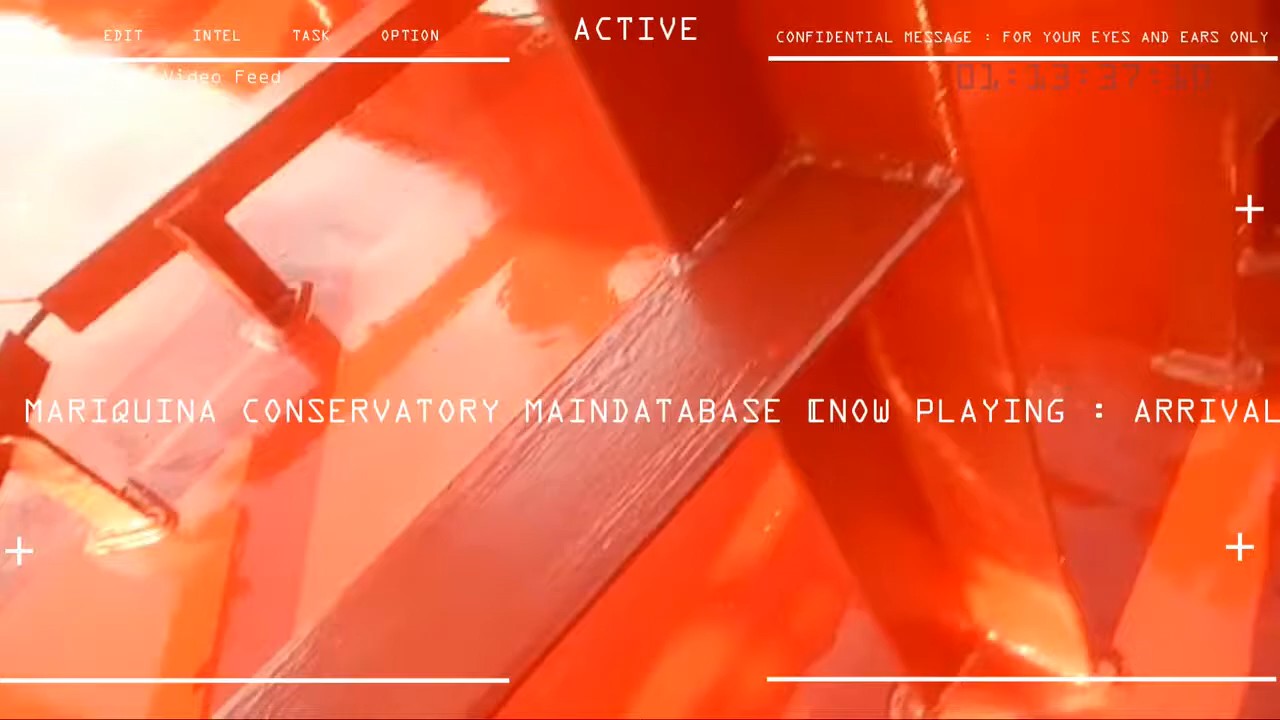 EDIT INTEL TASK OPTION
ACTIVE
CONFIDENTIAL MESSAGE : FOR YOUR EYES AND EARS ONLY
Video Feed
01:13:37:10
MARIQUINA CONSERVATORY MAINDATABASE [NOW PLAYING : ARRIVAL